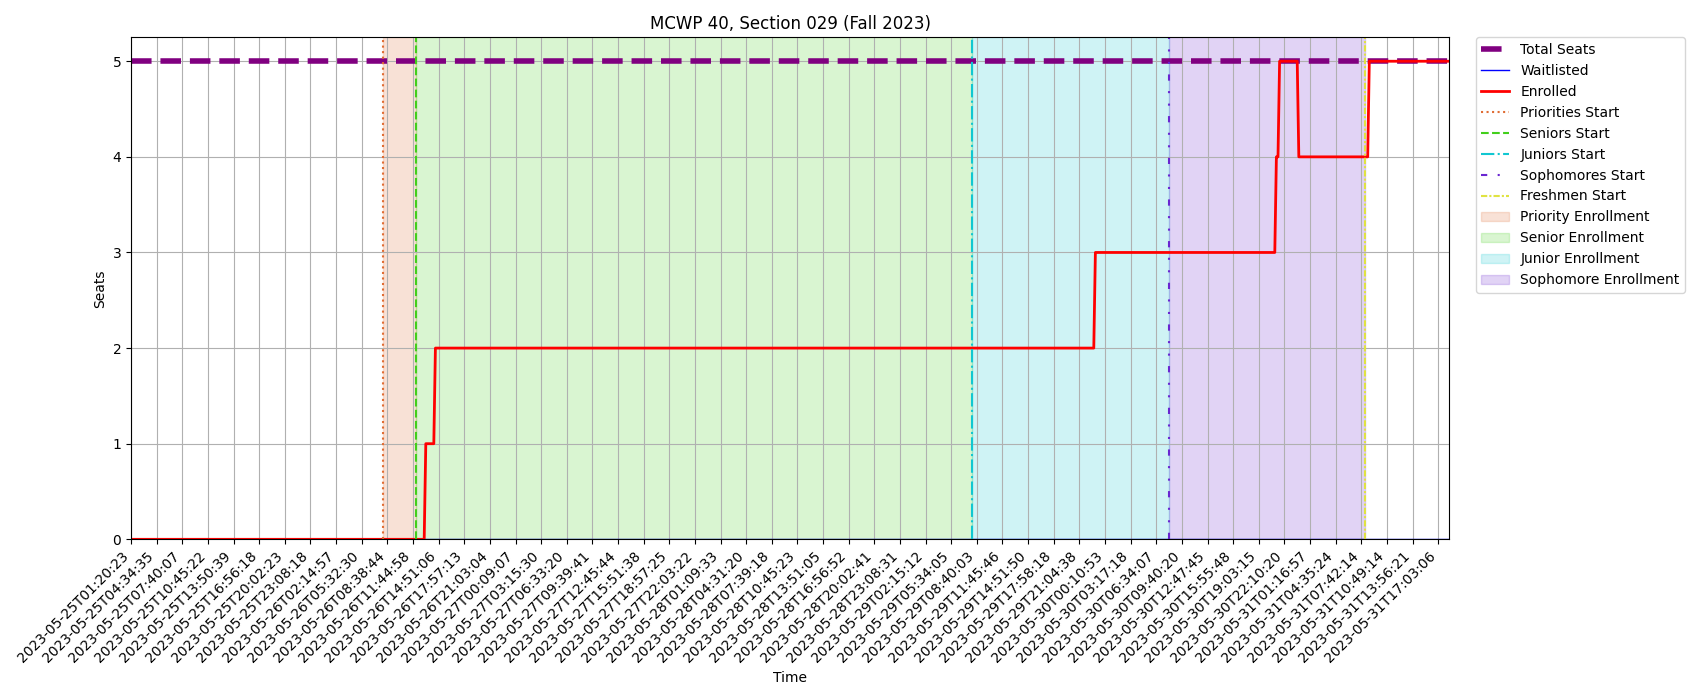 MCWP 40, Section 029 (Fall 2023)
Seats
5
4
3
2
1
0
2023-05-25T01:20:23
2023-05-25T04:34:35
2023-05-25T07:40:07
2023-05-25T10:45:22
2023-05-25T13:50:39
2023-05-25T16:56:18
2023-05-25T20:02:23
2023-05-25T23:08:18
2023-05-26T02:14:57
2023-05-26T05:32:30
2023-05-26T08:38:44
2023-05-26T11:44:58
2023-05-26T14:51:06
2023-05-26T17:57:13
2023-05-26T21:03:04
2023-05-27T00:09:07
2023-05-27T03:15:30
2023-05-27T06:33:20
2023-05-27T09:39:41
2023-05-27T12:45:44
2023-05-27T15:51:38
2023-05-27T18:57:25
2023-05-27T22:03:22
2023-05-28T01:09:33
2023-05-28T04:31:20
2023-05-28T07:39:18
2023-05-28T10:45:23
2023-05-28T13:51:05
2023-05-28T16:56:52
2023-05-28T20:02:41
2023-05-28T23:08:31
2023-05-29T02:15:12
2023-05-29T05:34:05
2023-05-29T08:40:03
2023-05-29T11:45:46
2023-05-29T14:51:50
2023-05-29T17:58:18
2023-05-29T21:04:38
2023-05-30T00:10:53
2023-05-30T03:17:18
2023-05-30T06:34:07
2023-05-30T09:40:20
2023-05-30T12:47:45
2023-05-30T15:55:48
2023-05-30T19:03:15
2023-05-30T22:10:20
2023-05-31T01:16:57
2023-05-31T04:35:24
2023-05-31T07:42:14
2023-05-31T10:49:14
2023-05-31T13:56:21
2023-05-31T17:03:06
Time
Total Seats
Waitlisted
Enrolled
Priorities Start
Seniors Start
Juniors Start
Sophomores Start
Freshmen Start
Priority Enrollment
Senior Enrollment
Junior Enrollment
Sophomore Enrollment